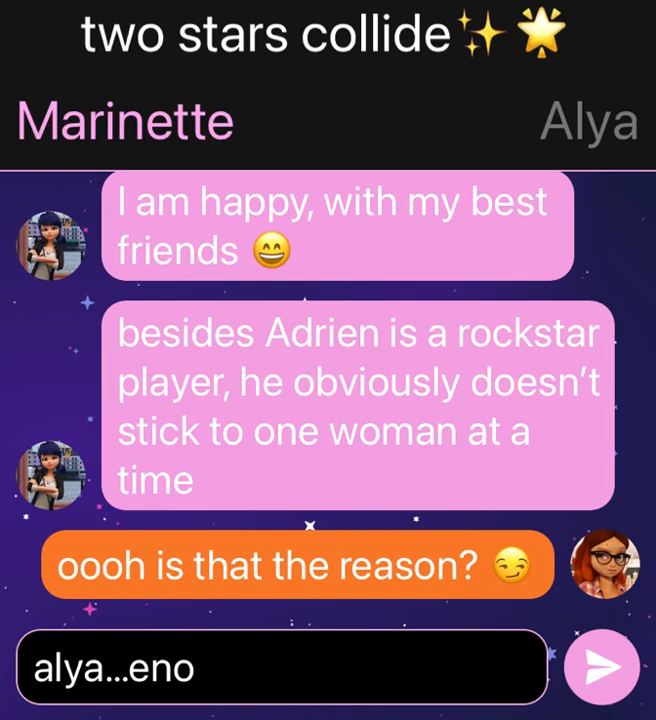 two stars collide✨🌟
Marinette Alya
I am happy, with my best
friends 😄
besides Adrien is a rockstar
player, he obviously doesn’t
stick to one woman at a
time
oooh is that the reason? 😏
alya...eno